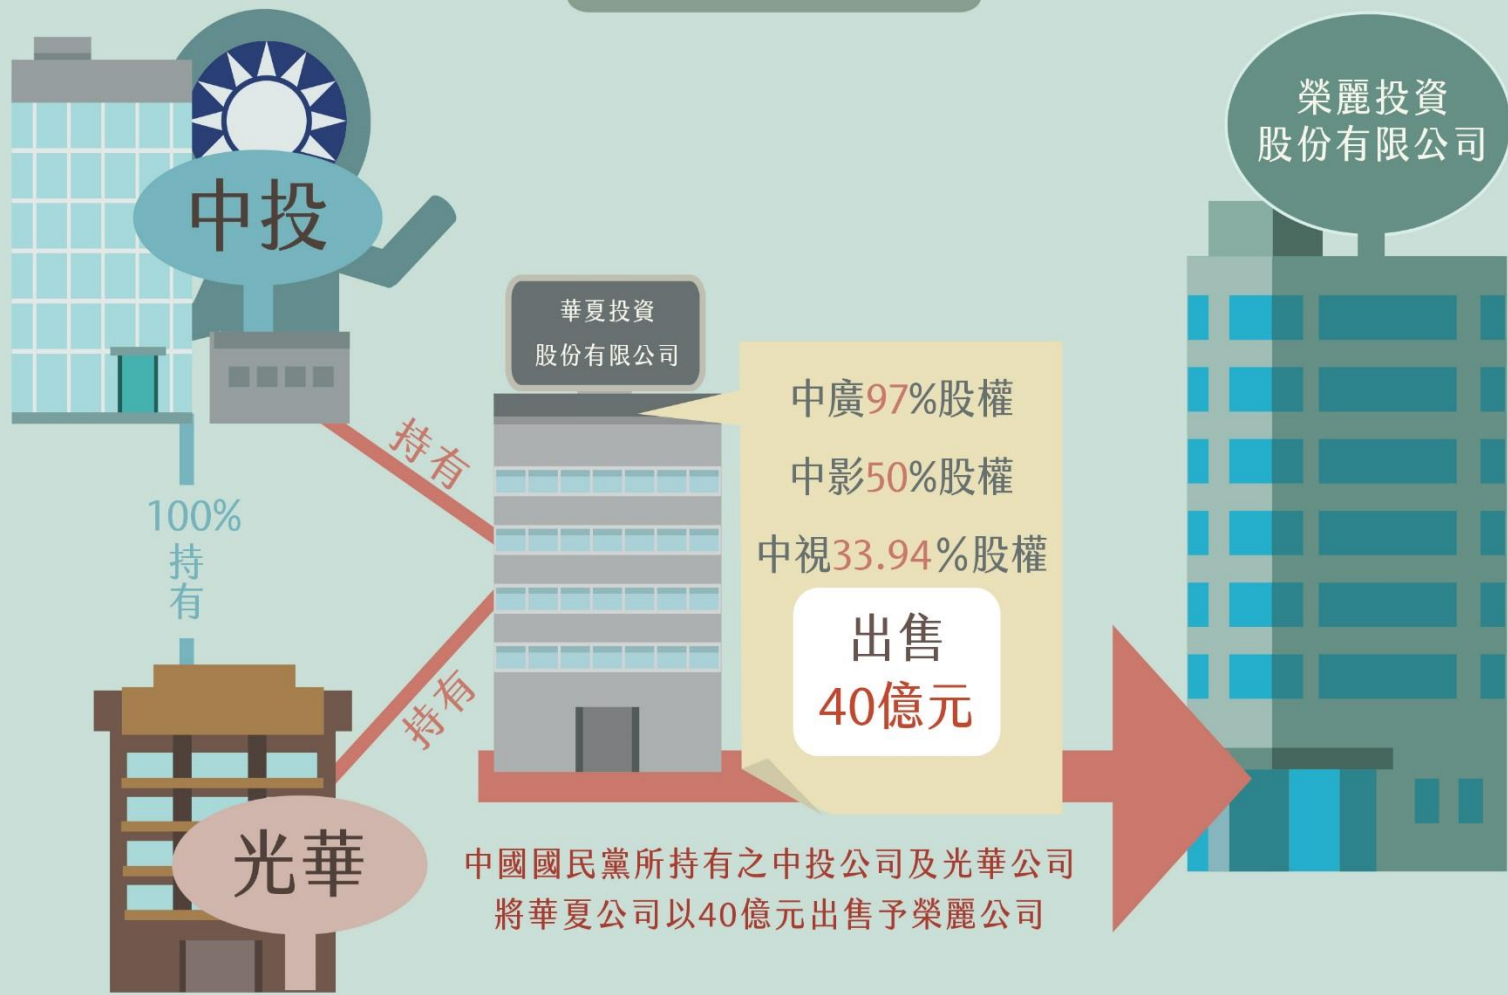 中投
100%
持有
光華
持有
持有
華夏投資
股份有限公司
中廣97%股權
中影50%股權
中視33.94%股權
出售
40億元
榮麗投資
股份有限公司
中國國民黨所持有之中投公司及光華公司
將華夏公司以40億元出售予榮麗公司